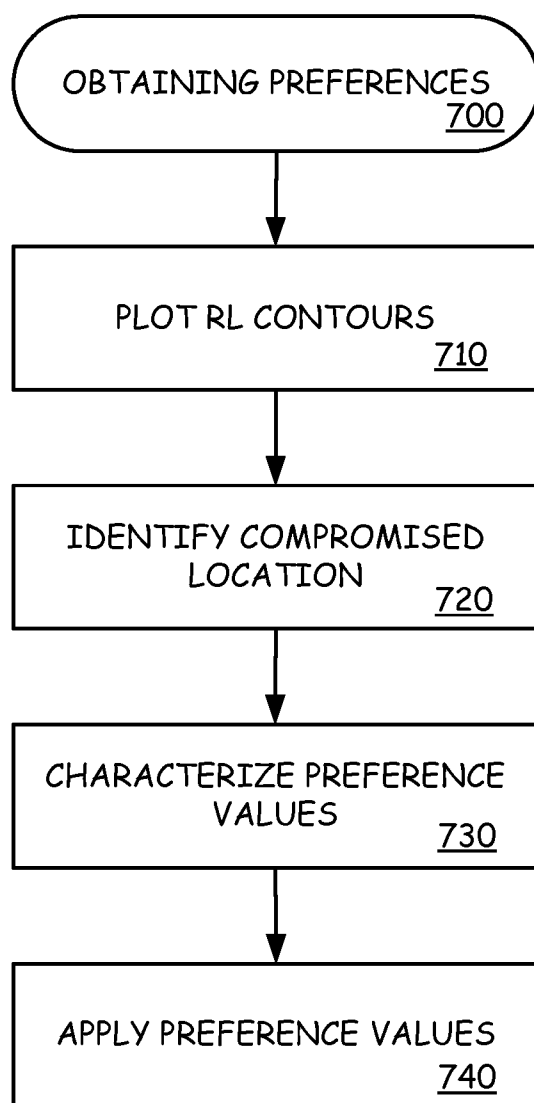 OBTAINING PREFERENCES
700
PLOT RL CONTOURS
710
IDENTIFY COMPROMISED
LOCATION
720
CHARACTERIZE PREFERENCE
VALUES
730
APPLY PREFERENCE VALUES
740